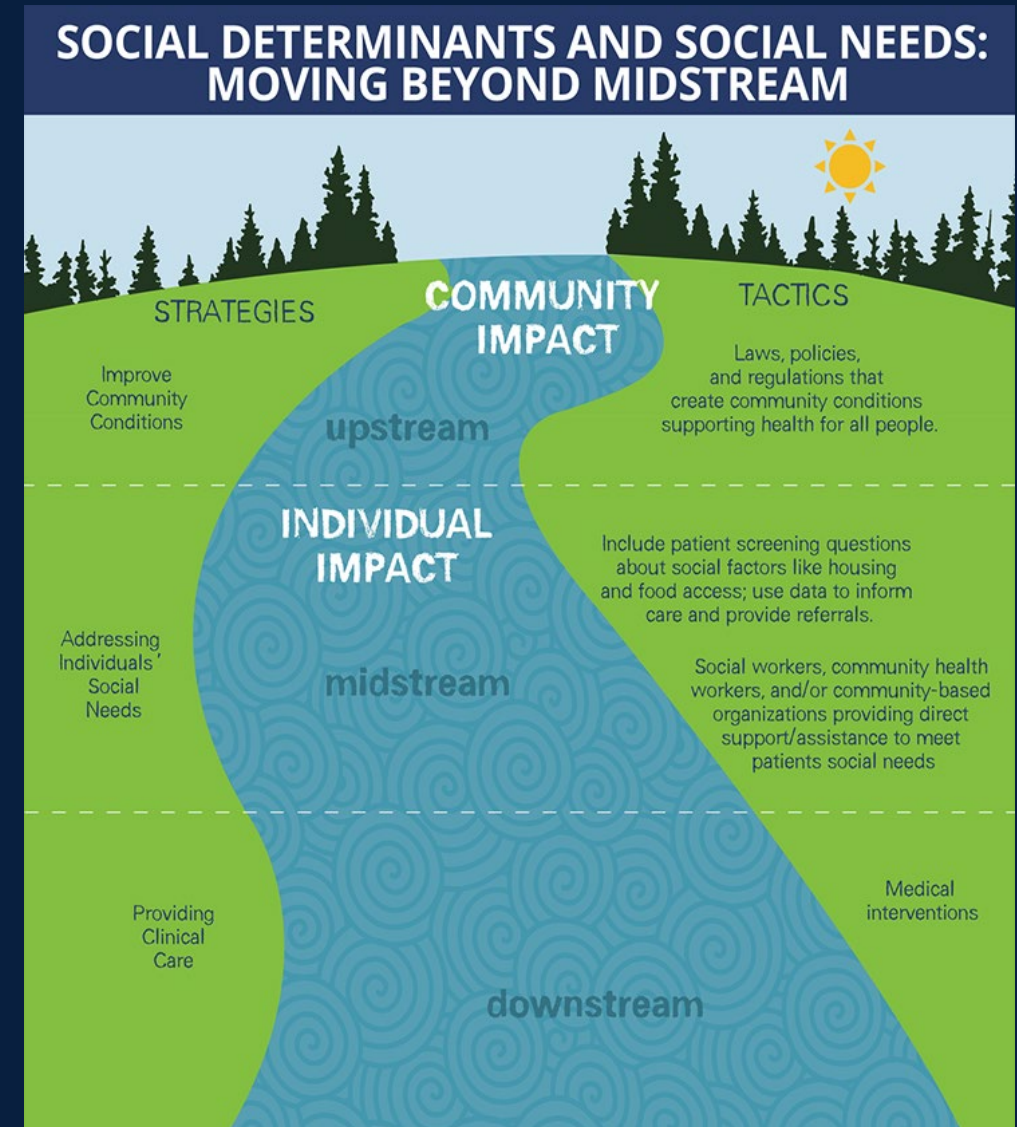 SOCIAL DETERMINANTS AND SOCIAL NEEDS:
MOVING BEYOND MIDSTREAM
STRATEGIES
COMMUNITY
IMPACT
TACTICS
Improve
Community
Conditions
upstream
Laws, policies,
and regulations that
create community conditions
supporting health for all people.
INDIVIDUAL
IMPACT
Addressing
Individuals'
Social
Needs
midstream
Include patient screening questions
about social factors like housing
and food access; use data to inform
care and provide referrals.
Social workers, community health
workers, and/or community-based
organizations providing direct
support/assistance to meet
patients social needs
Providing
Clinical
Care
downstream
Medical
interventions